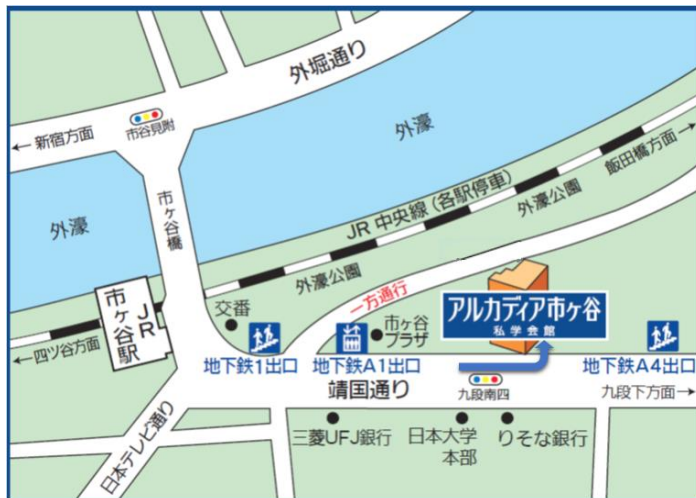 外堀通り
←新宿方面
市谷見附
外濠
飯田橋方面→
市ヶ谷橋
JR 中央線(各駅停車)
外濠公園
外濠
外濠公園
JR
市ヶ谷駅
交番
一方通行
アルカディア市ヶ谷
私学会館
市ヶ谷
プラザ
←四ツ谷方面
地下鉄1出口
地下鉄A1出口
地下鉄A4出口
靖国通り
九段南四
九段下方面→
日本テレビ通り
三菱UFJ銀行
日本大学
本部
りそな銀行